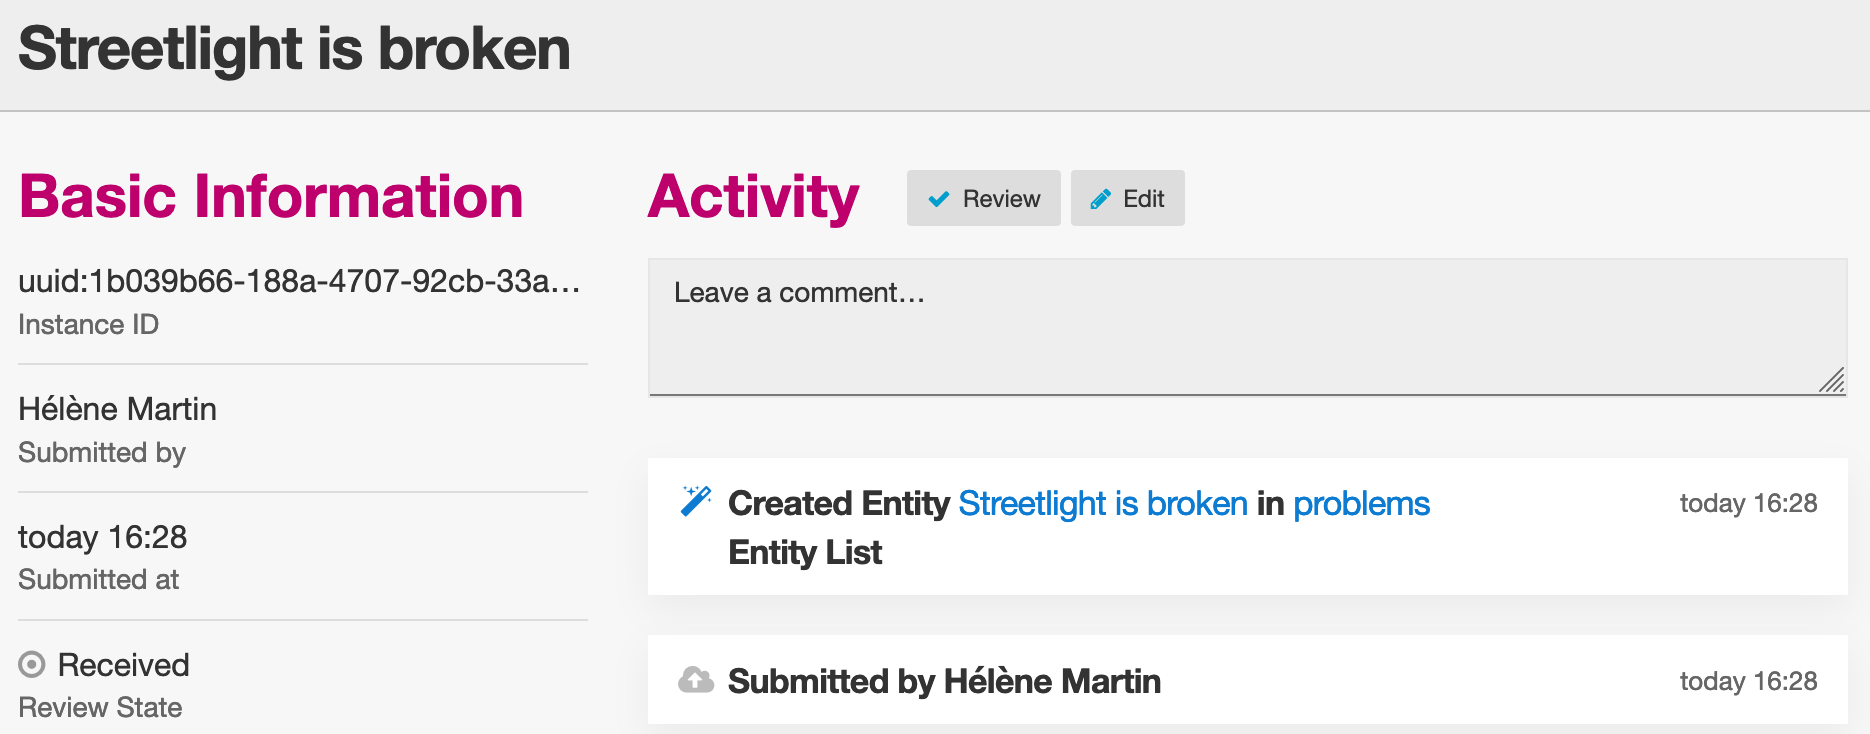 Streetlight is broken
Basic Information
uuid:1b039b66-188a-4707-92cb-33a…
Instance ID
Hélène Martin
Submitted by
today 16:28
Submitted at
Received
Review State
Activity
Review
Edit
Leave a comment…
Created Entity Streetlight is broken in problems
Entity List
today 16:28
Submitted by Hélène Martin
today 16:28